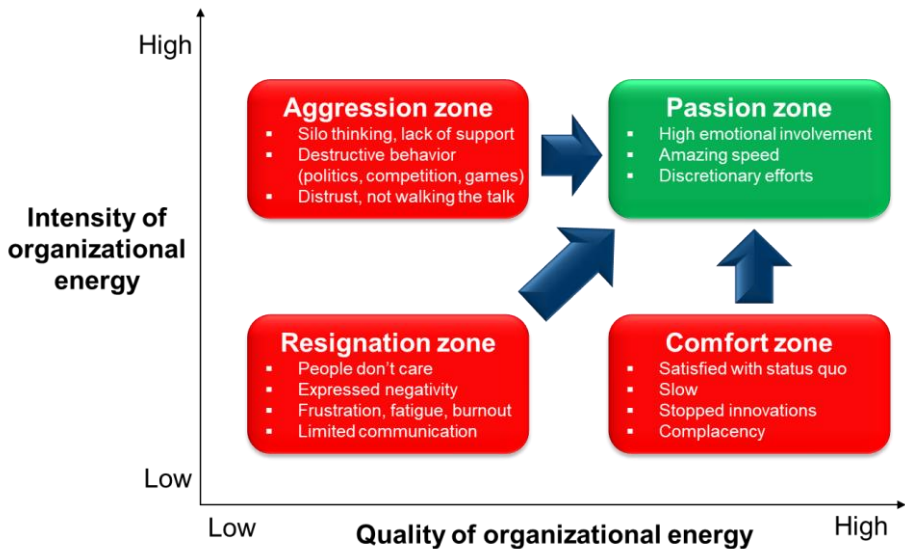 High
Aggression zone
▪ Silo thinking, lack of support
▪ Destructive behavior
(politics, competition, games)
▪ Distrust, not walking the talk
Passion zone
▪ High emotional involvement
▪ Amazing speed
▪ Discretionary efforts
Intensity of
organizational
energy
Resignation zone
▪ People don’t care
▪ Expressed negativity
▪ Frustration, fatigue, burnout
▪ Limited communication
Comfort zone
▪ Satisfied with status quo
▪ Slow
▪ Stopped innovations
▪ Complacency
Low
Low
Quality of organizational energy
High